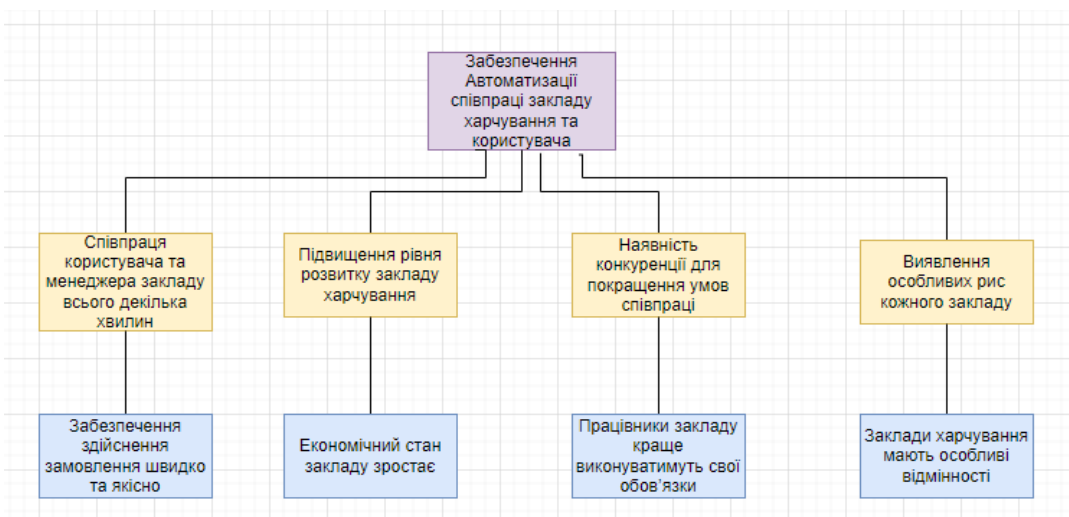 Забезпечення
Автоматизації
співпраці закладу
харчування та
користувача
Співпраця
користувача та
менеджера закладу
всього декілька
хвилин
Підвищення рівня
розвитку закладу
харчування
Наявність
конкуренції для
покращення умов
співпраці
Виявлення
особливих рис
кожного закладу
Забезпечення
здійснення
замовлення швидко
та якісно
Економічний стан
закладу зростає
Працівники закладу
краще
виконуватимуть свої
обов’язки
Заклади харчування
мають особливі
відмінності